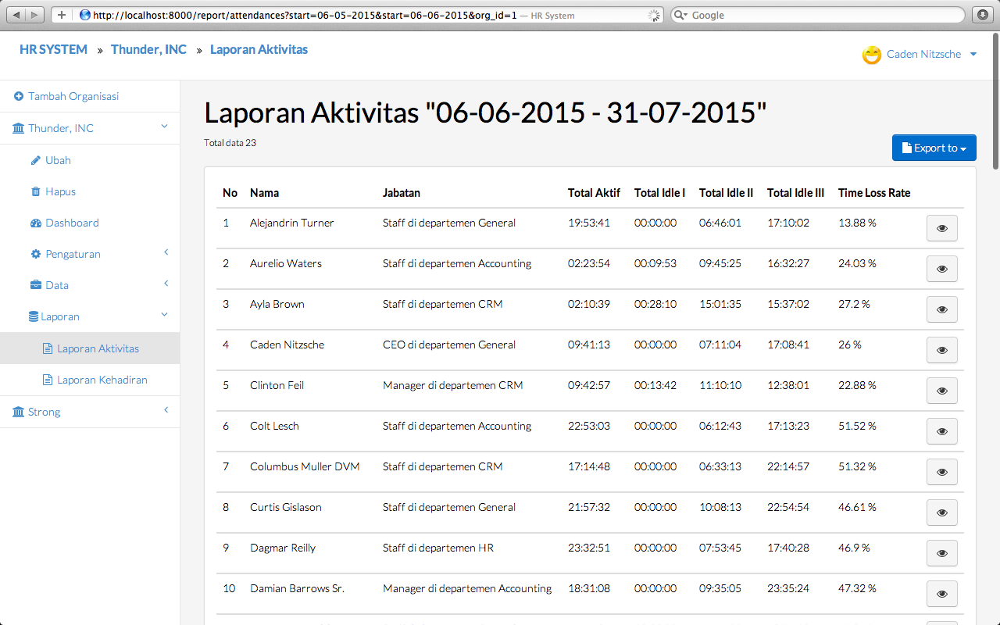 http://localhost:8000/report/attendances?start=06-05-2015&start=06-06-2015&org_id=1 — HR System
Google
HR SYSTEM » Thunder, INC » Laporan Aktivitas
Caden Nitzsche
Tambah Organisasi
Thunder, INC
Ubah
Hapus
Dashboard
Pengaturan
Data
Laporan
Laporan Aktivitas
Laporan Kehadiran
Strong
Laporan Aktivitas "06-06-2015 - 31-07-2015"
Total data 23
Export to
No Nama Jabatan Total Aktif Total Idle I Total Idle II Total Idle III Time Loss Rate
1 Alejandrin Turner Staff di departemen General 19:53:41 00:00:00 06:46:01 17:10:02 13.88 %
2 Aurelio Waters Staff di departemen Accounting 02:23:54 00:09:53 09:45:25 16:32:27 24.03 %
3 Ayla Brown Staff di departemen CRM 02:10:39 00:28:10 15:01:35 15:37:02 27.2 %
4 Caden Nitzsche CEO di departemen General 09:41:13 00:00:00 07:11:04 17:08:41 26 %
5 Clinton Feil Manager di departemen CRM 09:42:57 00:13:42 11:10:10 12:38:01 22.88 %
6 Colt Lesch Staff di departemen Accounting 22:53:03 00:00:00 06:12:43 17:13:23 51.52 %
7 Columbus Muller DVM Staff di departemen CRM 17:14:48 00:00:00 06:33:13 22:14:57 51.32 %
8 Curtis Gislason Staff di departemen General 21:57:32 00:00:00 10:08:13 22:54:54 46.61 %
9 Dagmar Reilly Staff di departemen HR 23:32:51 00:00:00 07:53:45 17:40:28 46.9 %
10 Damian Barrows Sr. Manager di departemen Accounting 18:31:08 00:00:00 09:35:05 23:35:24 47.32 %